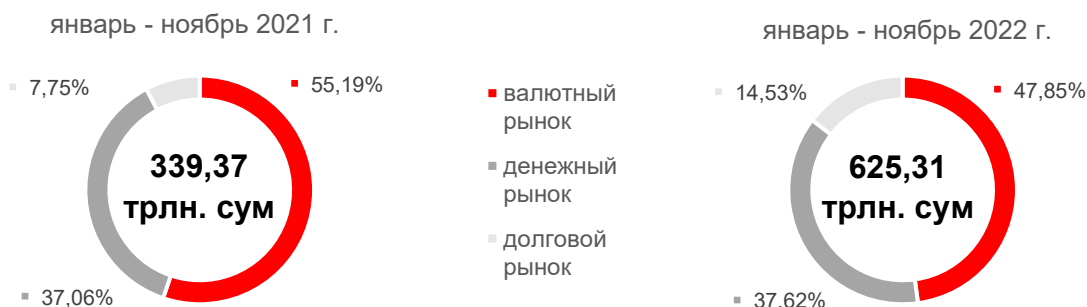 январь - ноябрь 2021 г.
7,75%
55,19%
339,37
трлн. сум
37,06%
валютный
рынок
денежный
рынок
долговой
рынок
январь - ноябрь 2022 г.
14,53%
47,85%
625,31
трлн. сум
37,62%